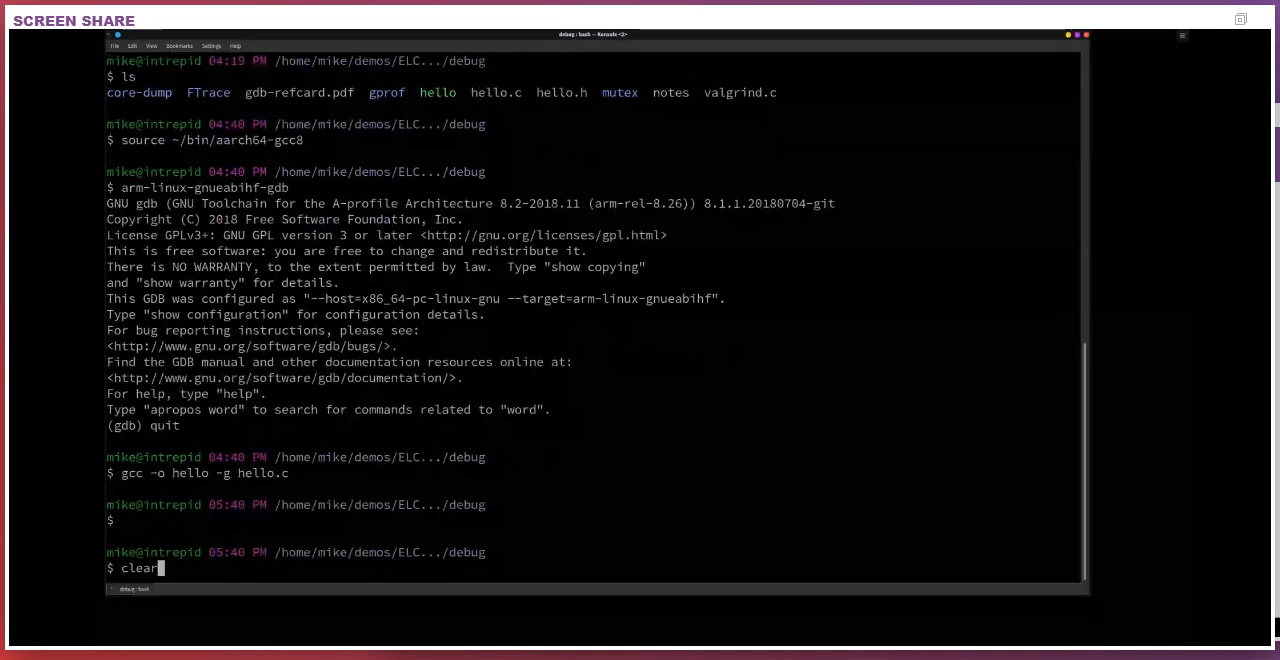 SCREEN SHARE
debug : bash — Konsole <2>
File Edit View Bookmarks Settings Help
mike@intrepid 04:19 PM /home/mike/demos/ELC.../debug
$ ls
core-dump FTrace gdb-refcard.pdf gprof hello hello.c hello.h mutex notes valgrind.c
mike@intrepid 04:40 PM /home/mike/demos/ELC.../debug
$ source ~/bin/aarch64-gcc8
mike@intrepid 04:40 PM /home/mike/demos/ELC.../debug
$ arm-linux-gnueabihf-gdb
GNU gdb (GNU Toolchain for the A-profile Architecture 8.2-2018.11 (arm-rel-8.26)) 8.1.1.20180704-git
Copyright (C) 2018 Free Software Foundation, Inc.
License GPLv3+: GNU GPL version 3 or later <http://gnu.org/licenses/gpl.html>
This is free software: you are free to change and redistribute it.
There is NO WARRANTY, to the extent permitted by law.  Type "show copying"
and "show warranty" for details.
This GDB was configured as "--host=x86_64-pc-linux-gnu --target=arm-linux-gnueabihf".
Type "show configuration" for configuration details.
For bug reporting instructions, please see:
<http://www.gnu.org/software/gdb/bugs/>.
Find the GDB manual and other documentation resources online at:
<http://www.gnu.org/software/gdb/documentation/>.
For help, type "help".
Type "apropos word" to search for commands related to "word".
(gdb) quit
mike@intrepid 04:40 PM /home/mike/demos/ELC.../debug
$ gcc -o hello -g hello.c
mike@intrepid 05:40 PM /home/mike/demos/ELC.../debug
$
mike@intrepid 05:40 PM /home/mike/demos/ELC.../debug
$ clear
debug : bash